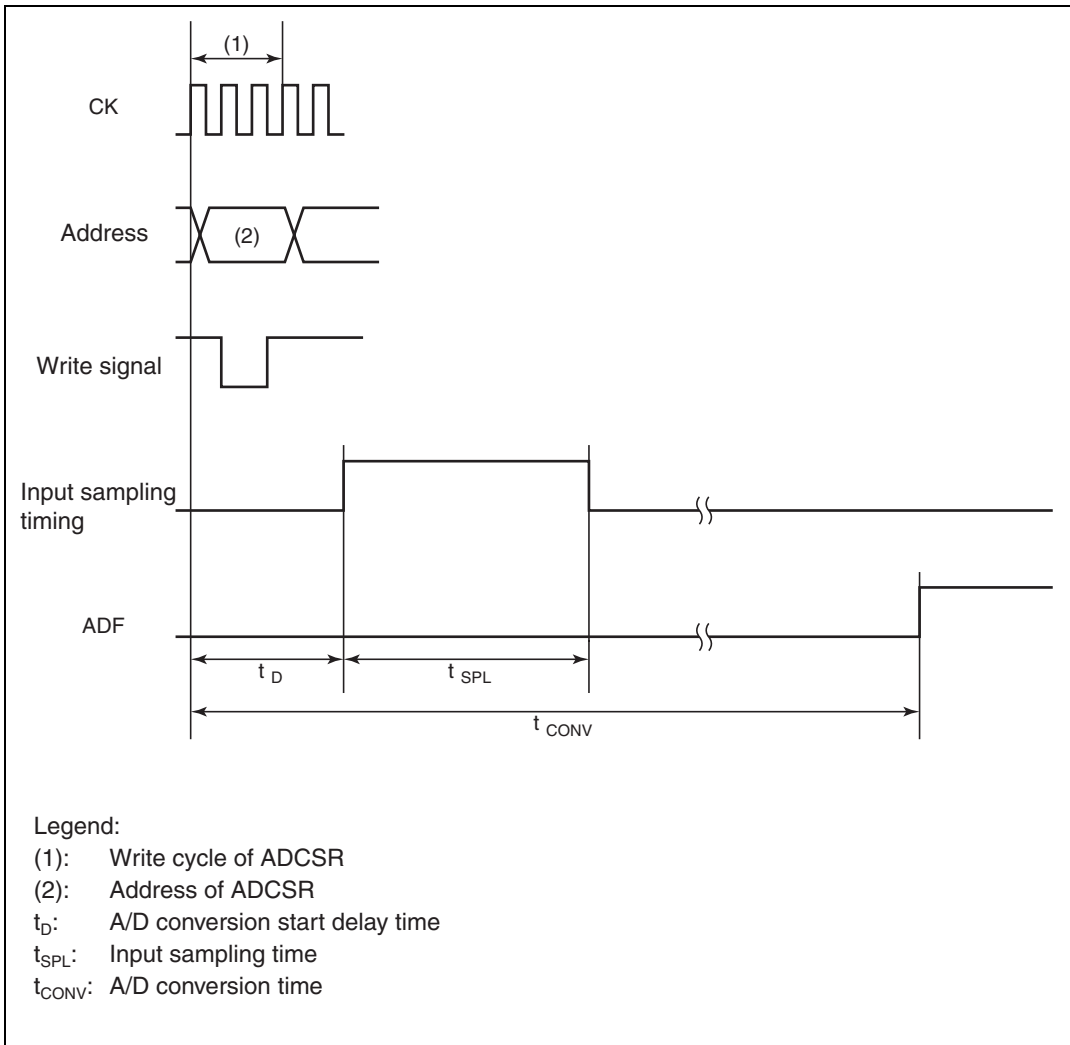 (1)
CK
Address
(2)
Write signal
Input sampling
timing
ADF
t D
t SPL
t CONV
Legend:
(1): Write cycle of ADCSR
(2): Address of ADCSR
tD: A/D conversion start delay time
tSPL: Input sampling time
tCONV: A/D conversion time